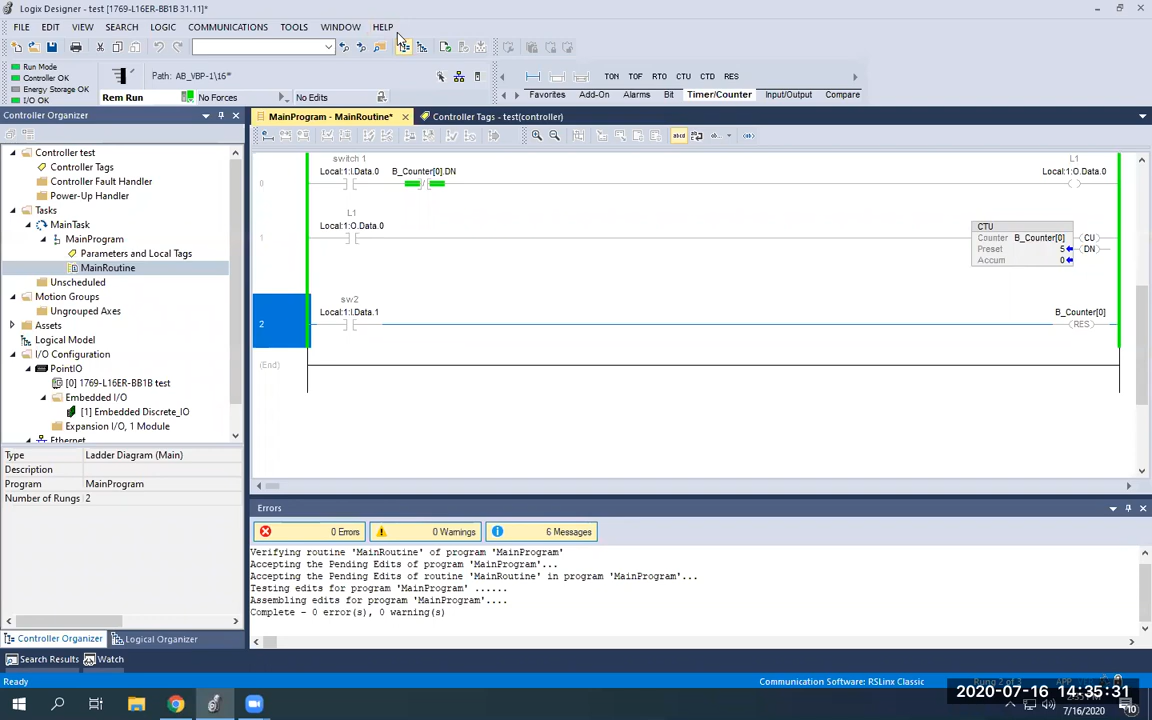 Logix Designer - test [1769-L16ER-BB1B 31.11]*
FILE EDIT VIEW SEARCH LOGIC COMMUNICATIONS TOOLS WINDOW HELP
Run Mode
Controller OK
Energy Storage OK
I/O OK
Path: AB_VBP-1\16*
Rem Run No Forces No Edits
TON TOF RTO CTU CTD RES
Favorites Add-On Alarms Bit Timer/Counter Input/Output Compare
Controller Organizer
Controller test
Controller Tags
Controller Fault Handler
Power-Up Handler
Tasks
MainTask
MainProgram
Parameters and Local Tags
MainRoutine
Unscheduled
Motion Groups
Ungrouped Axes
Assets
Logical Model
I/O Configuration
PointIO
[0] 1769-L16ER-BB1B test
Embedded I/O
[1] Embedded Discrete_IO
Expansion I/O, 1 Module
Ethernet
Type Ladder Diagram (Main)
Description
Program MainProgram
Number of Rungs 2
Controller Organizer Logical Organizer
MainProgram - MainRoutine* Controller Tags - test(controller)
switch 1 L1
Local:1:I.Data.0 B_Counter[0].DN Local:1:O.Data.0
0
L1
Local:1:O.Data.0
1
CTU
Counter B_Counter[0] CU
Preset 5 DN
Accum 0
sw2
Local:1:I.Data.1 B_Counter[0]
2 RES
(End)
Errors
0 Errors 0 Warnings 6 Messages
Verifying routine 'MainRoutine' of program 'MainProgram'
Accepting the Pending Edits of program 'MainProgram'...
Accepting the Pending Edits of routine 'MainRoutine' in program 'MainProgram'...
Testing edits for program 'MainProgram' ......
Assembling edits for program 'MainProgram'....
Complete - 0 error(s), 0 warning(s)
Search Results Watch
Ready Communication Software: RSLinx Classic Rung 2 of 3 APP
2020-07-16 14:35:31
7/16/2020